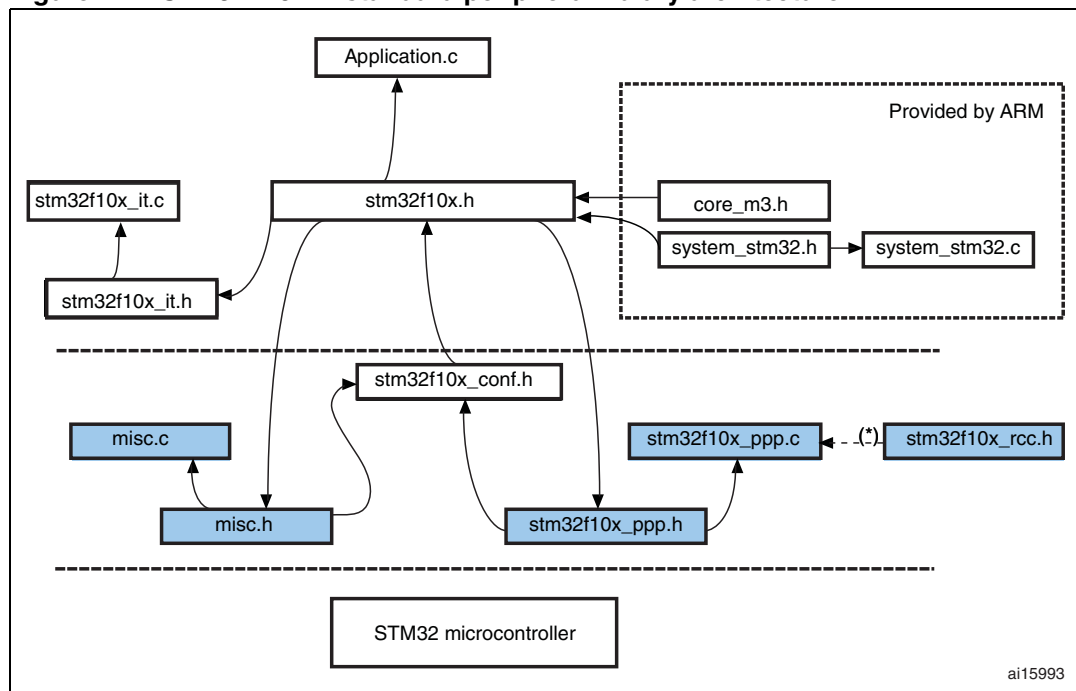 Application.c
Provided by ARM
stm32f10x_it.c
stm32f10x.h
core_m3.h
system_stm32.h
system_stm32.c
stm32f10x_it.h
stm32f10x_conf.h
misc.c
stm32f10x_ppp.c
(*)
stm32f10x_rcc.h
misc.h
stm32f10x_ppp.h
STM32 microcontroller
ai15993